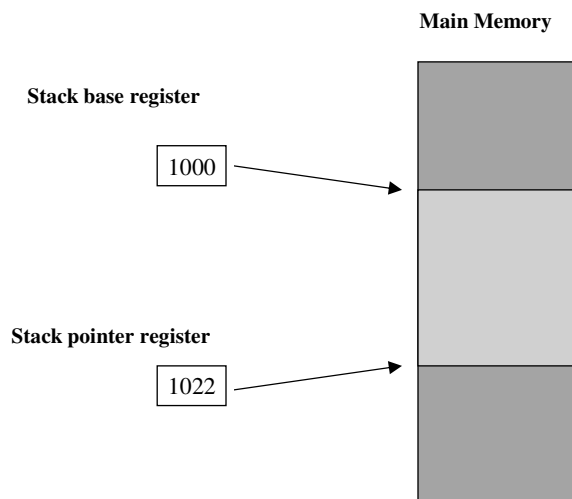 Main Memory
Stack base register
1000
Stack pointer register
1022